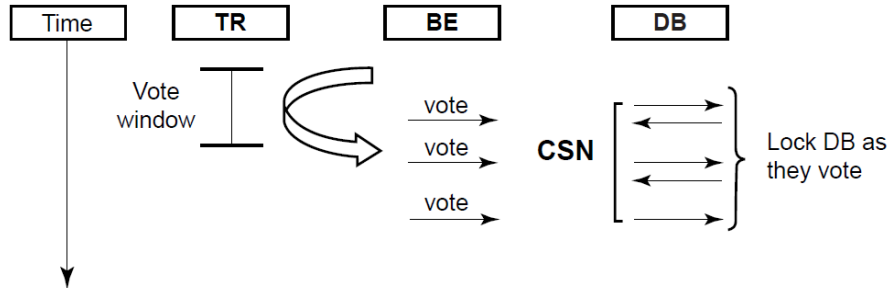 Time TR BE DB
Vote
window
vote
vote
vote
CSN
Lock DB as
they vote